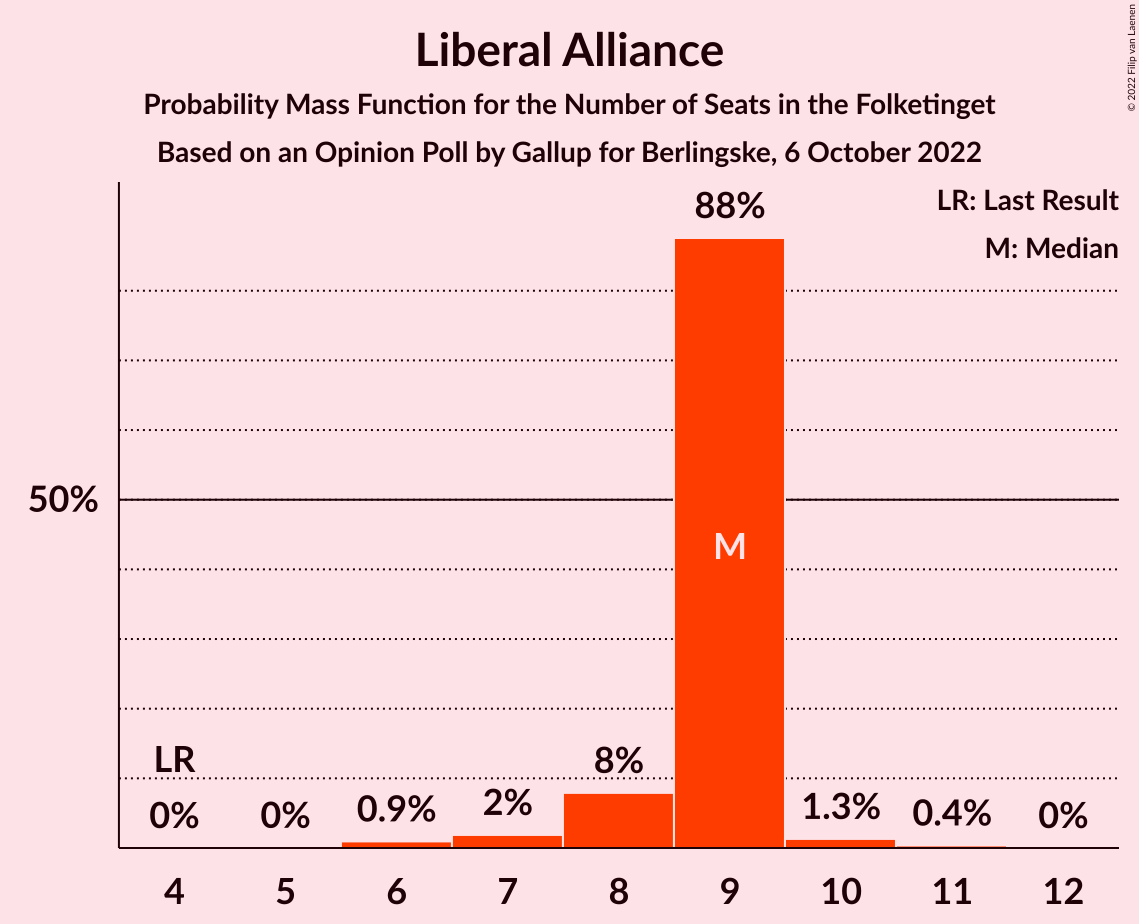 Liberal Alliance
Probability Mass Function for the Number of Seats in the Folketinget
Based on an Opinion Poll by Gallup for Berlingske, 6 October 2022
© 2022 Filip van Laenen
LR: Last Result
M: Median
88%
50%
M
LR
8%
0% 0% 0.9% 2% 1.3% 0.4% 0%
4 5 6 7 8 9 10 11 12